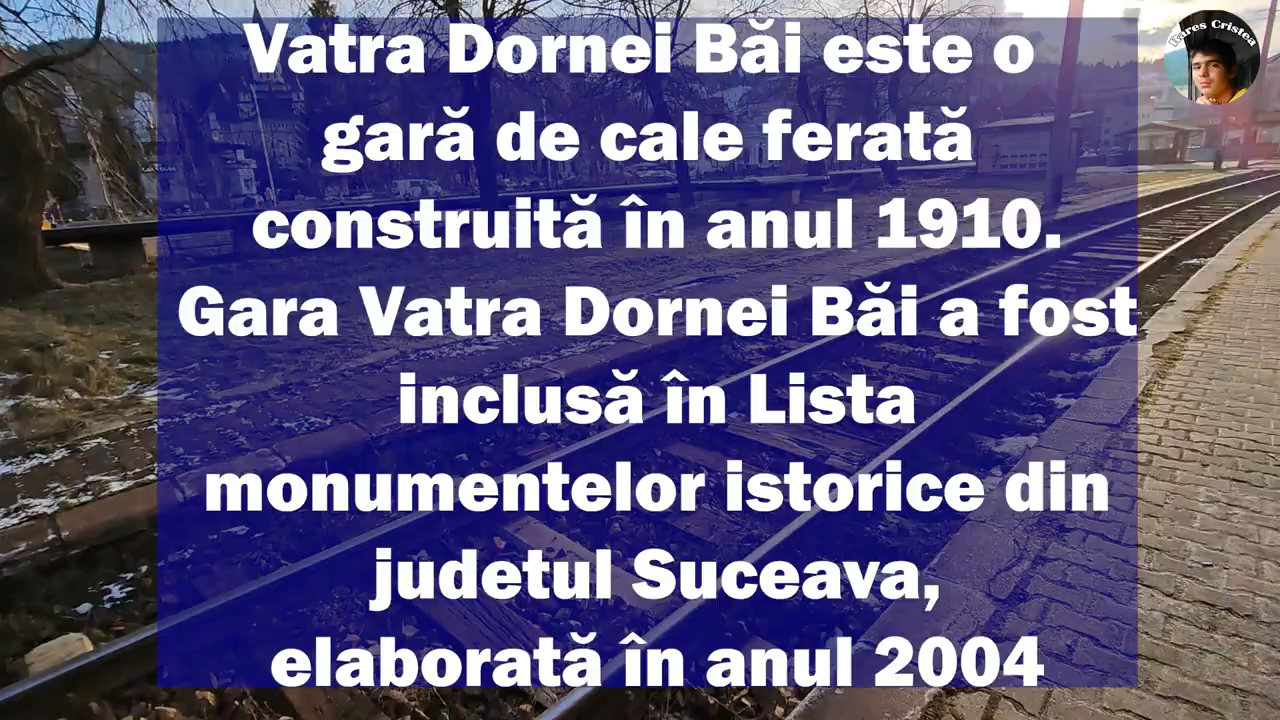 Rares Cristea
Vatra Dornei Băi este o
gară de cale ferată
construită în anul 1910.
Gara Vatra Dornei Băi a fost
inclusă în Lista
monumentelor istorice din
judetul Suceava,
elaborată în anul 2004